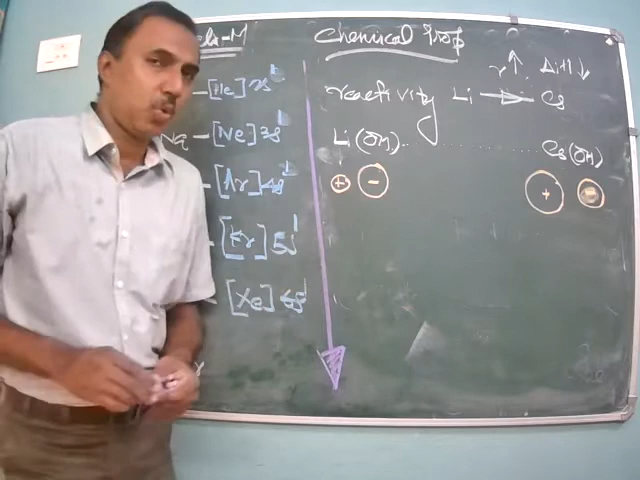 Chemical Prop
r ↑ ΔiH ↓
reactivity Li → Cs
Li (OH) .......... Cs (OH)
+ - + -
- [He] 2s¹
Na - [Ne] 3s¹
- [Ar] 4s¹
- [Kr] 5s¹
[Xe] 6s¹